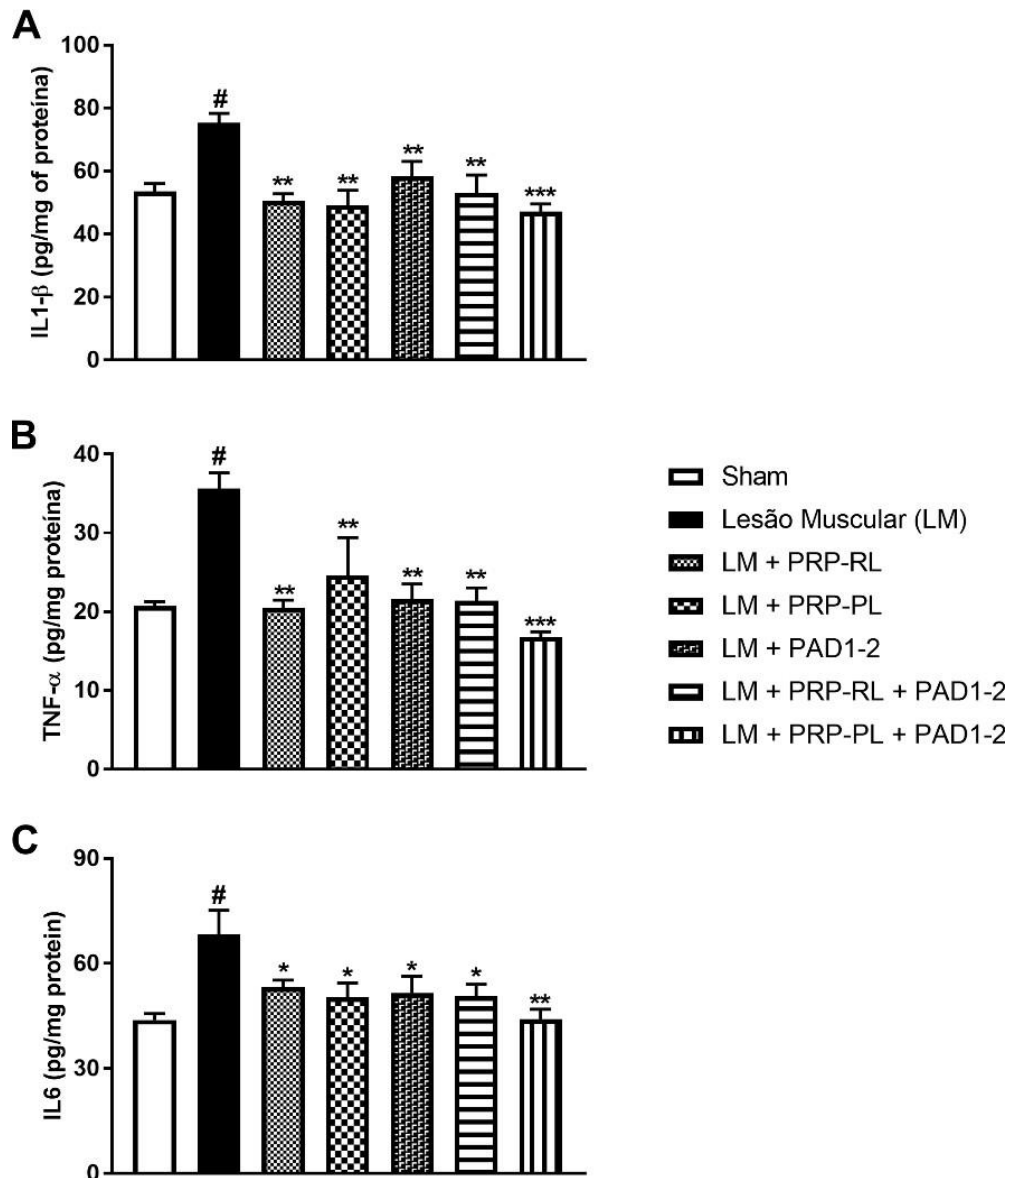 A
IL1-β (pg/mg of proteína)
100
80
60
40
20
0
#
**
**
**
**
***
B
TNF-α (pg/mg proteína)
40
30
20
10
0
#
**
**
**
**
***
Sham
Lesão Muscular (LM)
LM + PRP-RL
LM + PRP-PL
LM + PAD1-2
LM + PRP-RL + PAD1-2
LM + PRP-PL + PAD1-2
C
IL6 (pg/mg protein)
90
60
30
0
#
*
*
*
*
**